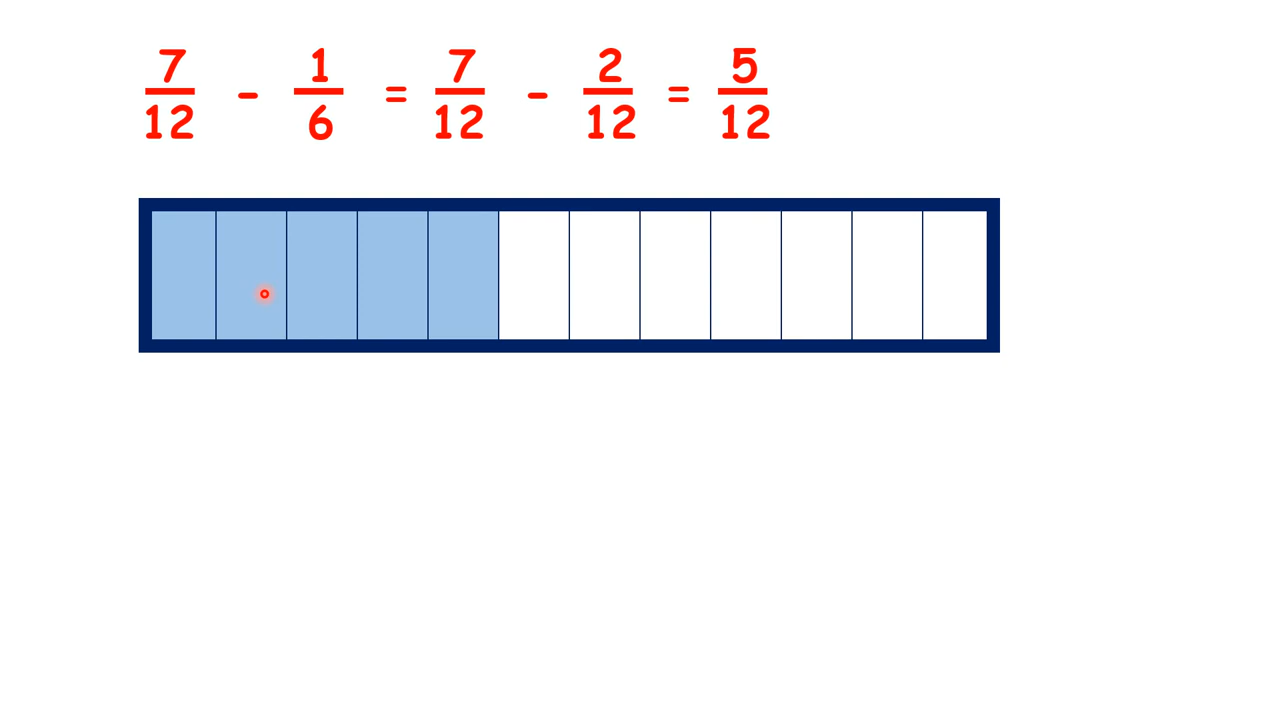 7/12 - 1/6 = 7/12 - 2/12 = 5/12